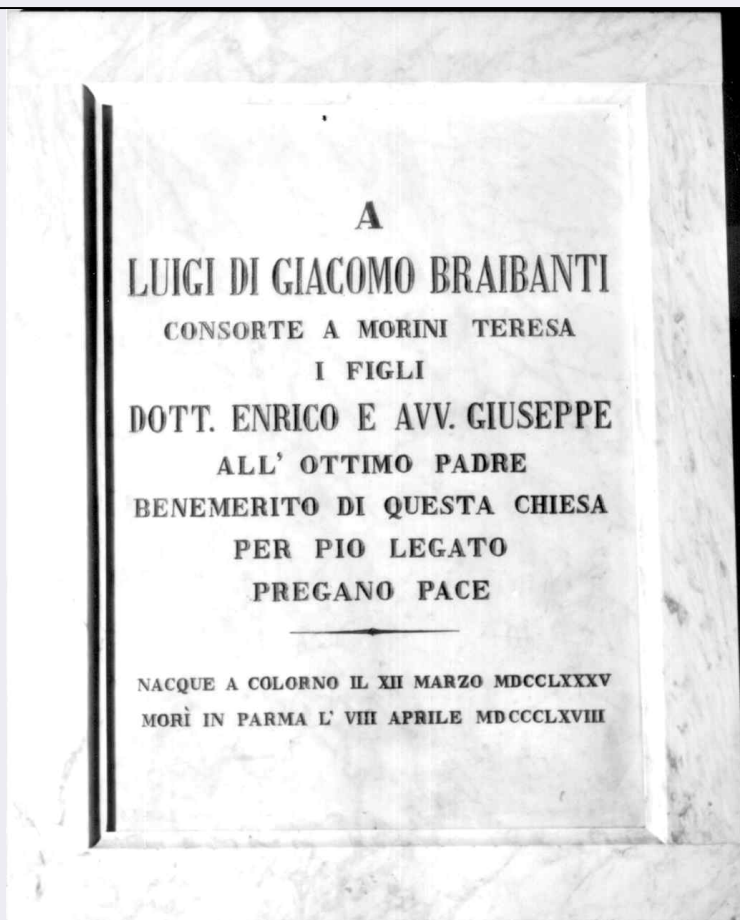 A
LUIGI DI GIACOMO BRAIBANTI
CONSORTE A MORINI TERESA
I FIGLI
DOTT. ENRICO E AVV. GIUSEPPE
ALL' OTTIMO PADRE
BENEMERITO DI QUESTA CHIESA
PER PIO LEGATO
PREGANO PACE
NACQUE A COLORNO IL XII MARZO MDCCLXXXV
MORÌ IN PARMA L' VIII APRILE MDCCCLXVIII